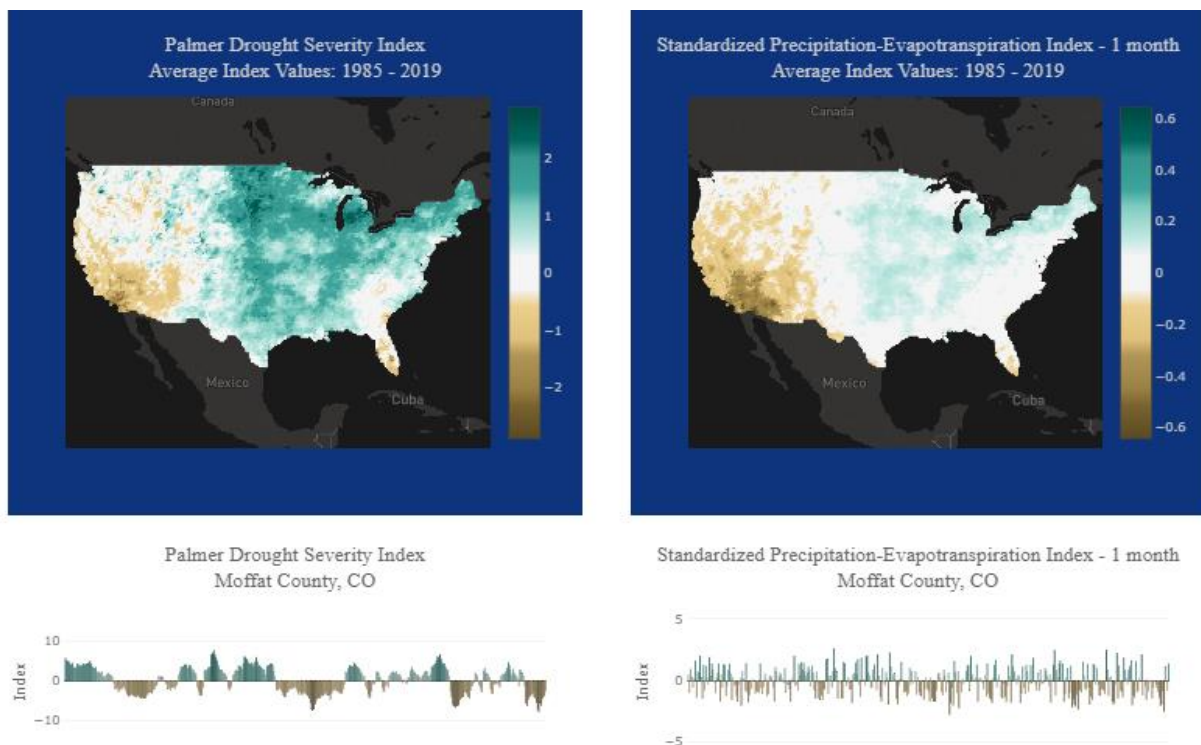 Palmer Drought Severity Index
Average Index Values: 1985 - 2019
Canada
Mexico
Cuba
2
1
0
−1
−2
Standardized Precipitation-Evapotranspiration Index - 1 month
Average Index Values: 1985 - 2019
Canada
Mexico
Cuba
0.6
0.4
0.2
0
−0.2
−0.4
−0.6
Palmer Drought Severity Index
Moffat County, CO
Index
10
0
−10
Standardized Precipitation-Evapotranspiration Index - 1 month
Moffat County, CO
Index
5
0
−5